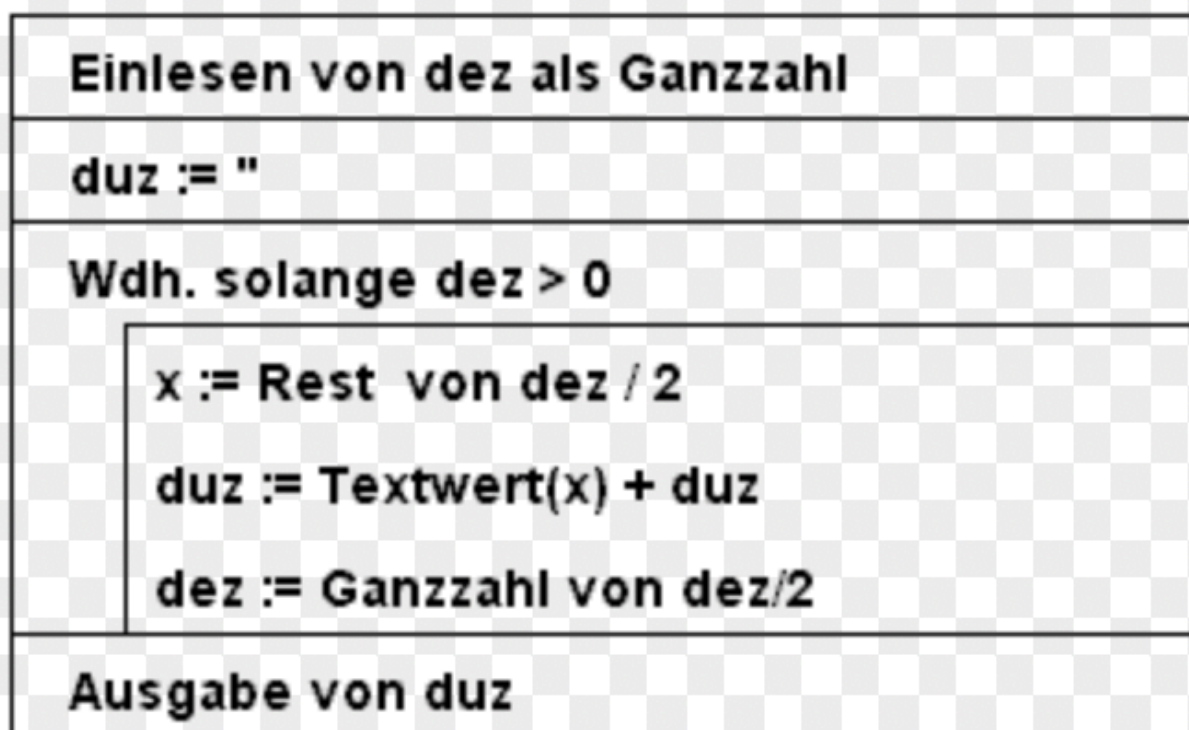 Einlesen von dez als Ganzzahl
duz := "
Wdh. solange dez > 0
x := Rest von dez / 2
duz := Textwert(x) + duz
dez := Ganzzahl von dez/2
Ausgabe von duz